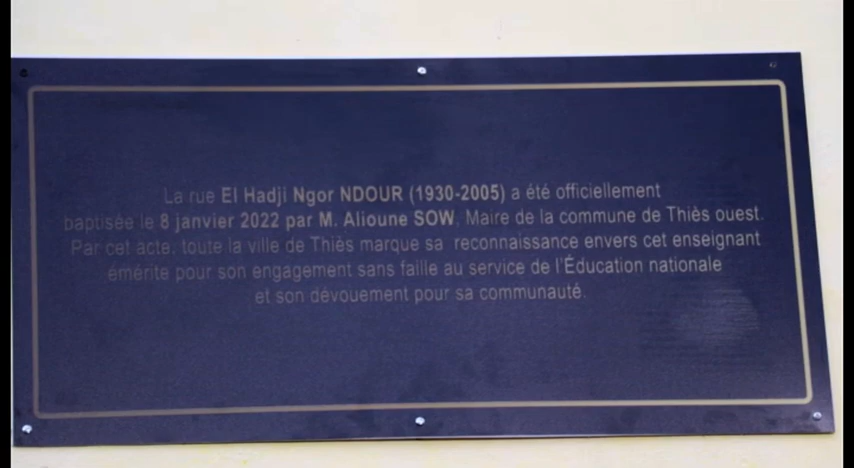 La rue El Hadji Ngor NDOUR (1930-2005) a été officiellement
baptisée le 8 janvier 2022 par M. Alioune SOW, Maire de la commune de Thiès ouest.
Par cet acte, toute la ville de Thiès marque sa reconnaissance envers cet enseignant
émérite pour son engagement sans faille au service de l'Éducation nationale
et son dévouement pour sa communauté.